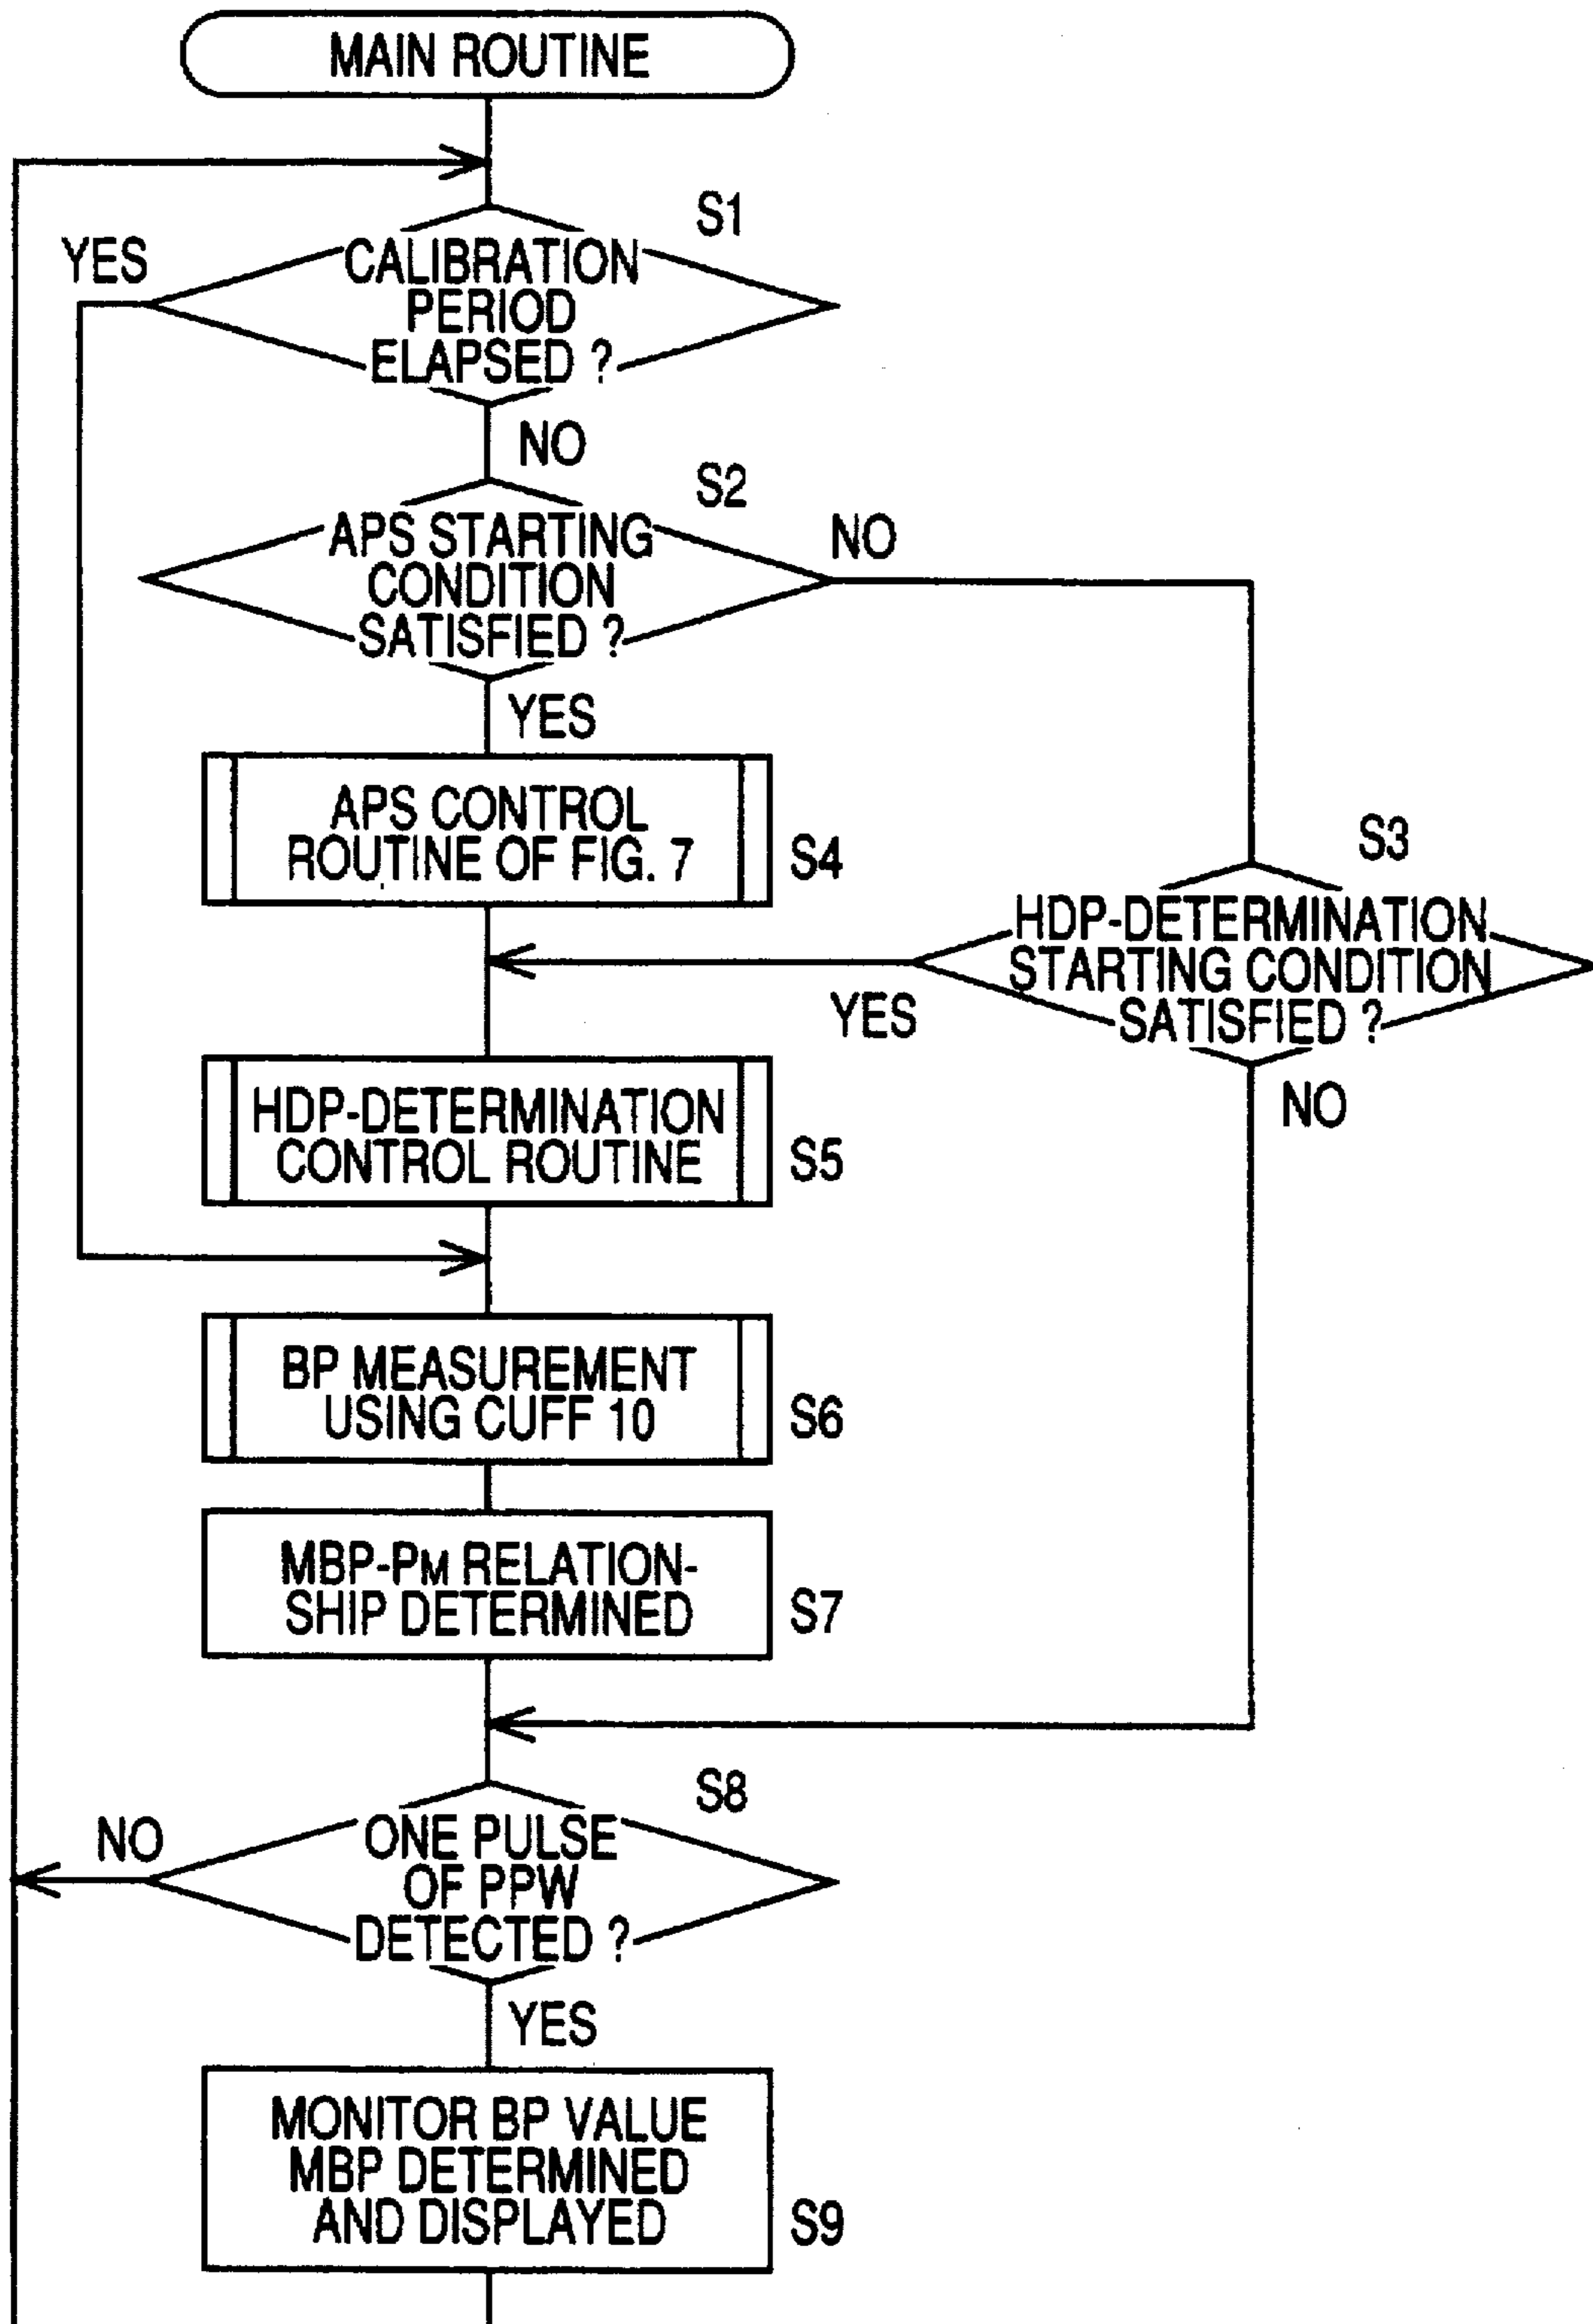 MAIN ROUTINE
S1
YES
CALIBRATION
PERIOD
ELAPSED ?
NO
S2
APS STARTING
CONDITION
SATISFIED ?
NO
YES
APS CONTROL
ROUTINE OF FIG. 7
S4
S3
HDP-DETERMINATION
STARTING CONDITION
SATISFIED ?
YES
NO
HDP-DETERMINATION
CONTROL ROUTINE
S5
BP MEASUREMENT
USING CUFF 10
S6
MBP-PM RELATION-
SHIP DETERMINED
S7
S8
NO
ONE PULSE
OF PPW
DETECTED ?
YES
MONITOR BP VALUE
MBP DETERMINED
AND DISPLAYED
S9